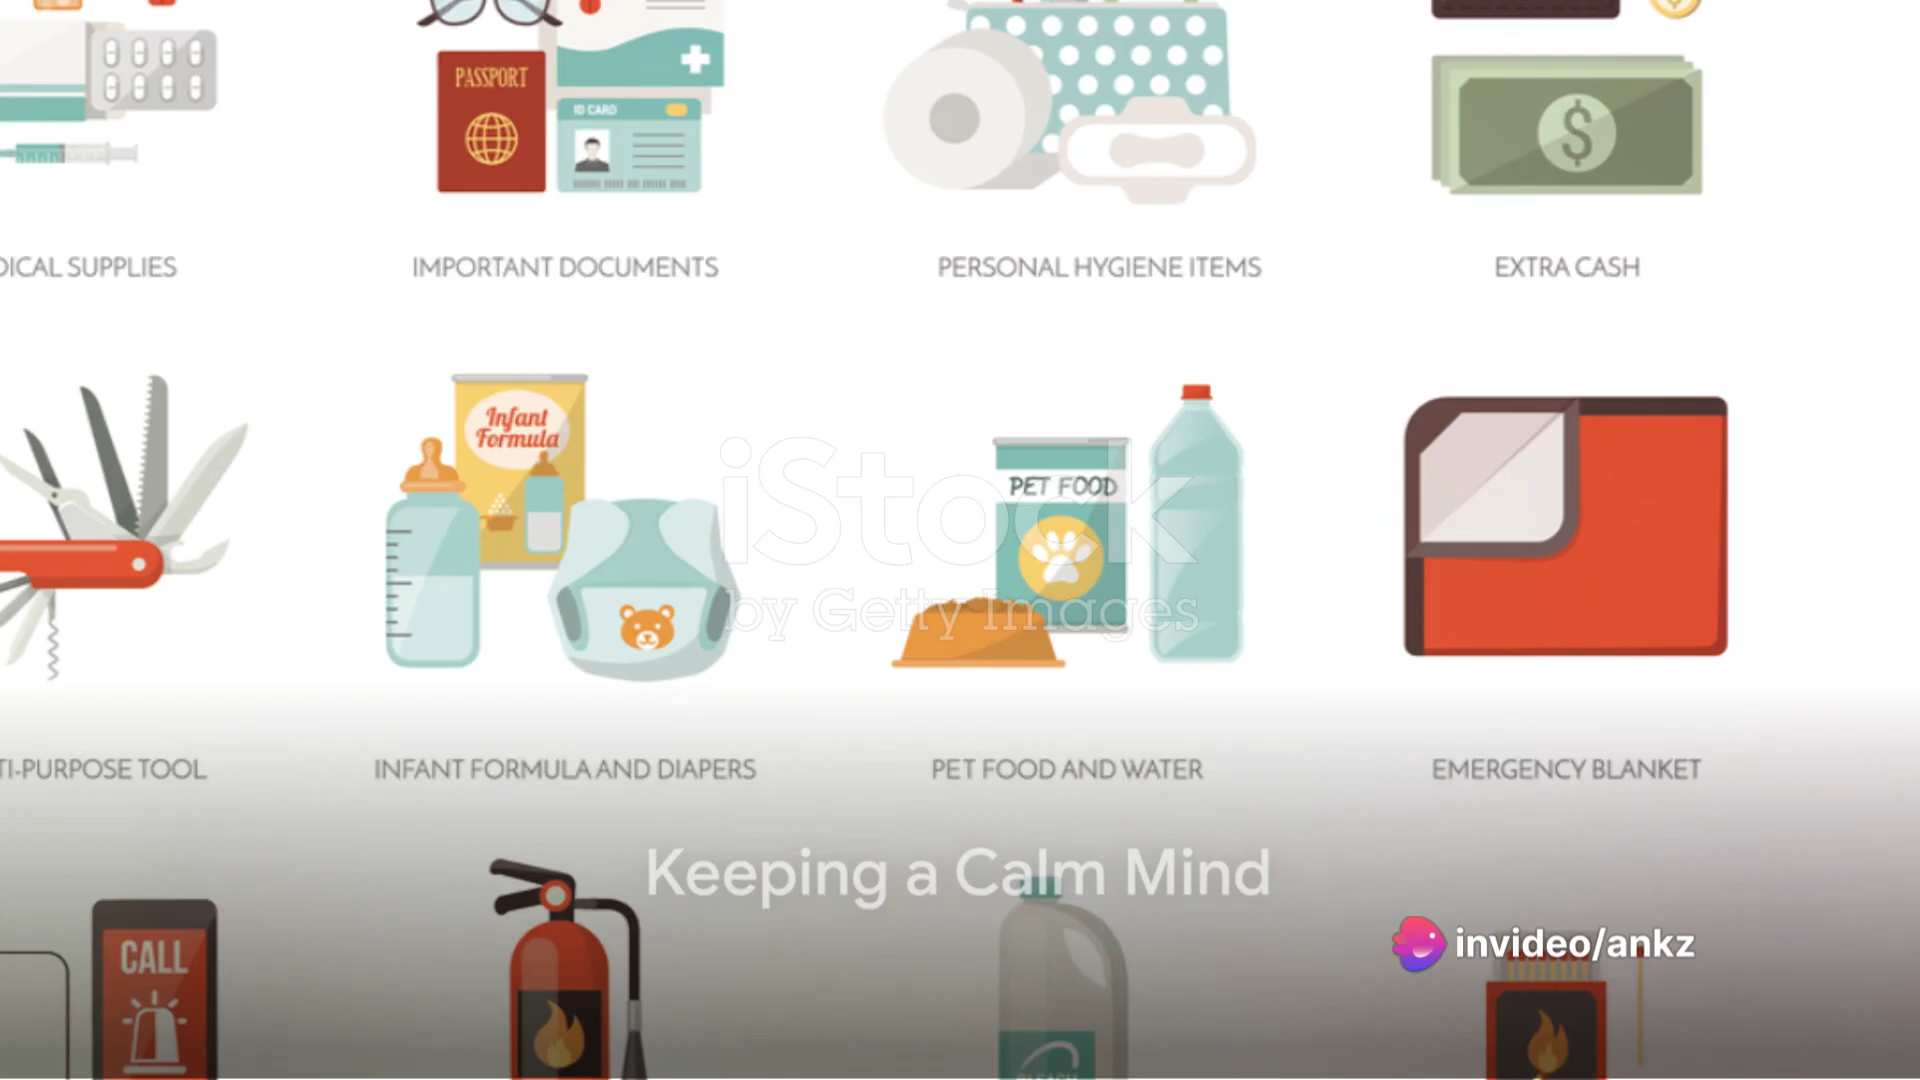 PASSPORT
ID CARD
DICAL SUPPLIES
IMPORTANT DOCUMENTS
PERSONAL HYGIENE ITEMS
EXTRA CASH
Infant
Formula
PET FOOD
iStock
by Getty Images
TI-PURPOSE TOOL
INFANT FORMULA AND DIAPERS
PET FOOD AND WATER
EMERGENCY BLANKET
Keeping a Calm Mind
invideo/ankz
CALL
BLEACH